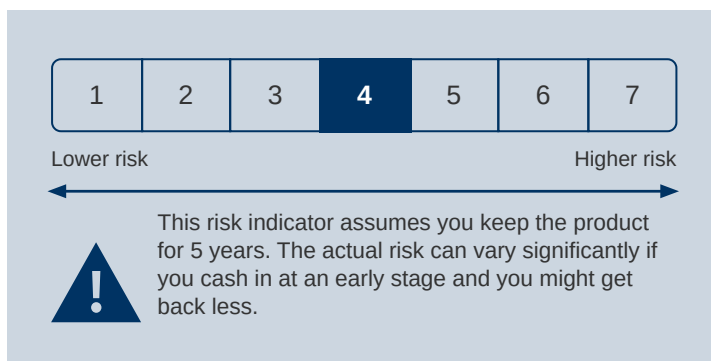 1 2 3 4 5 6 7
Lower risk Higher risk
This risk indicator assumes you keep the product
for 5 years. The actual risk can vary significantly if
you cash in at an early stage and you might get
back less.